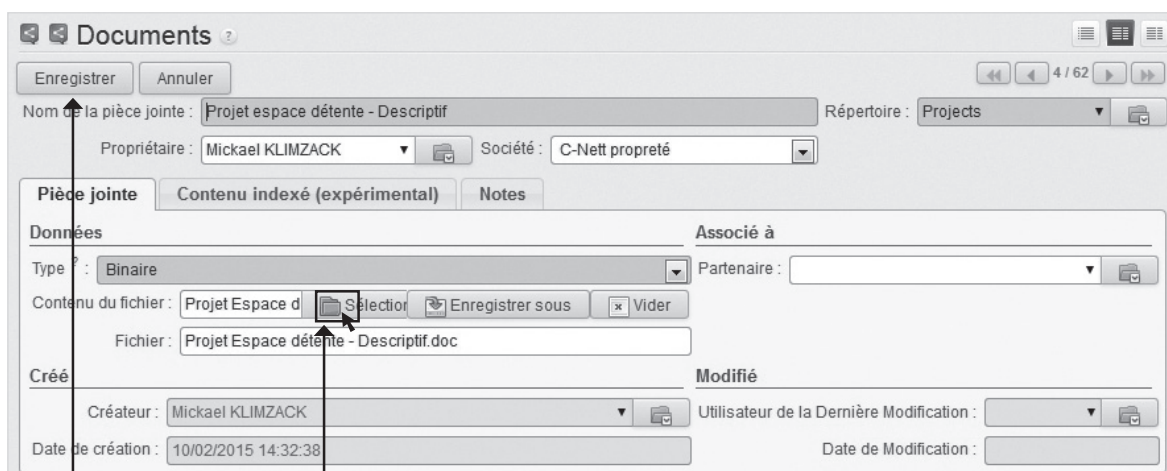 Documents ?
Enregistrer Annuler 4 / 62
Nom de la pièce jointe : Projet espace détente - Descriptif Répertoire : Projects
Propriétaire : Mickael KLIMZACK Société : C-Nett propreté
Pièce jointe Contenu indexé (expérimental) Notes
Données Associé à
Type ? : Binaire Partenaire :
Contenu du fichier : Projet Espace d Sélection Enregistrer sous Vider
Fichier : Projet Espace détente - Descriptif.doc
Créé Modifié
Créateur : Mickael KLIMZACK Utilisateur de la Dernière Modification :
Date de création : 10/02/2015 14:32:38 Date de Modification :